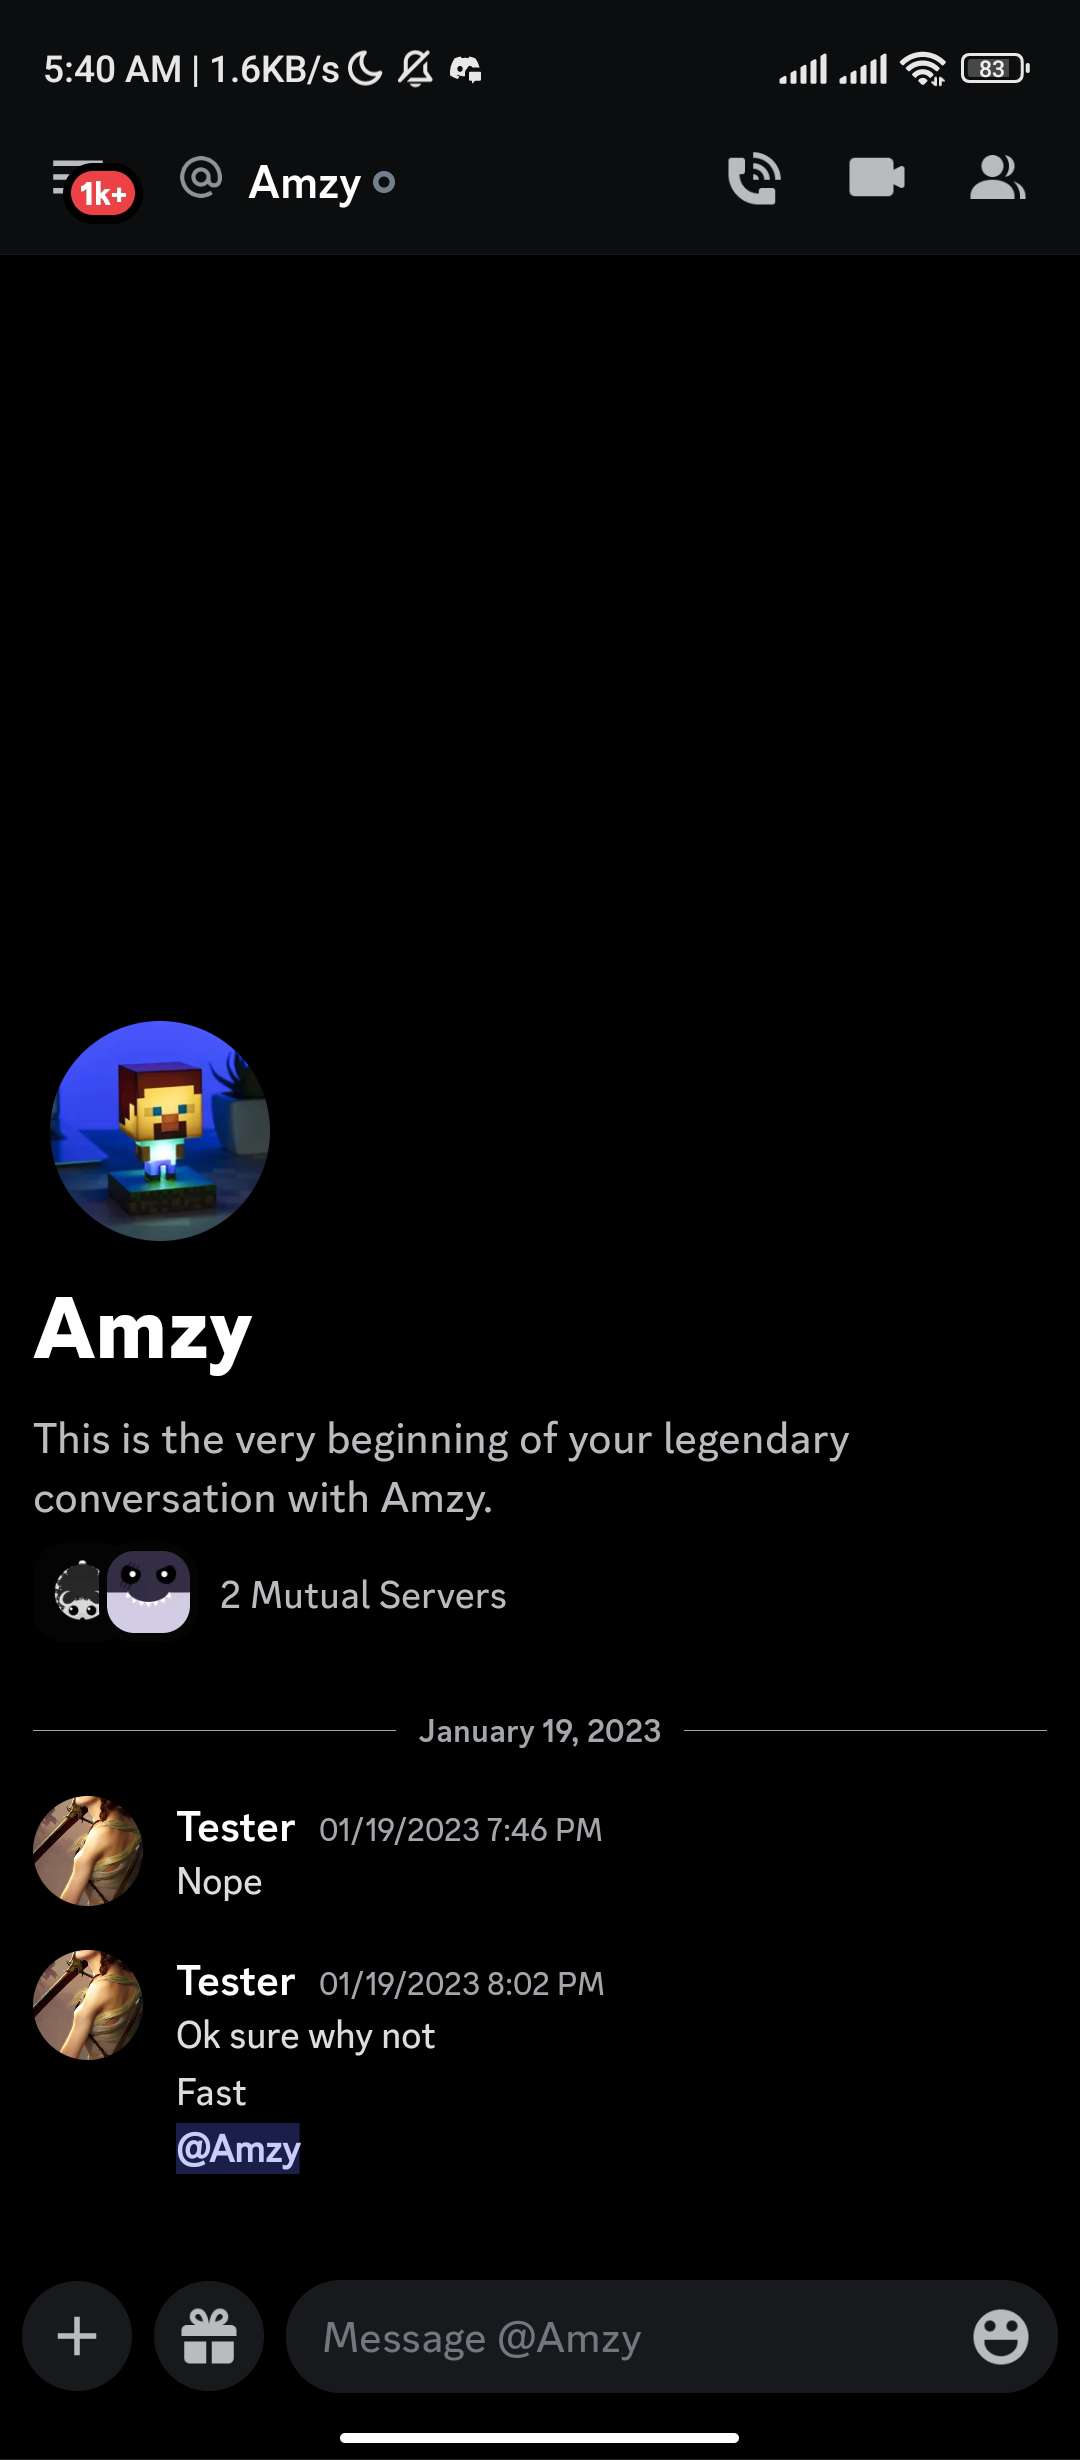 5:40 AM | 1.6KB/s 83
1k+ @ Amzy
Amzy
This is the very beginning of your legendary
conversation with Amzy.
2 Mutual Servers
January 19, 2023
Tester 01/19/2023 7:46 PM
Nope
Tester 01/19/2023 8:02 PM
Ok sure why not
Fast
@Amzy
Message @Amzy